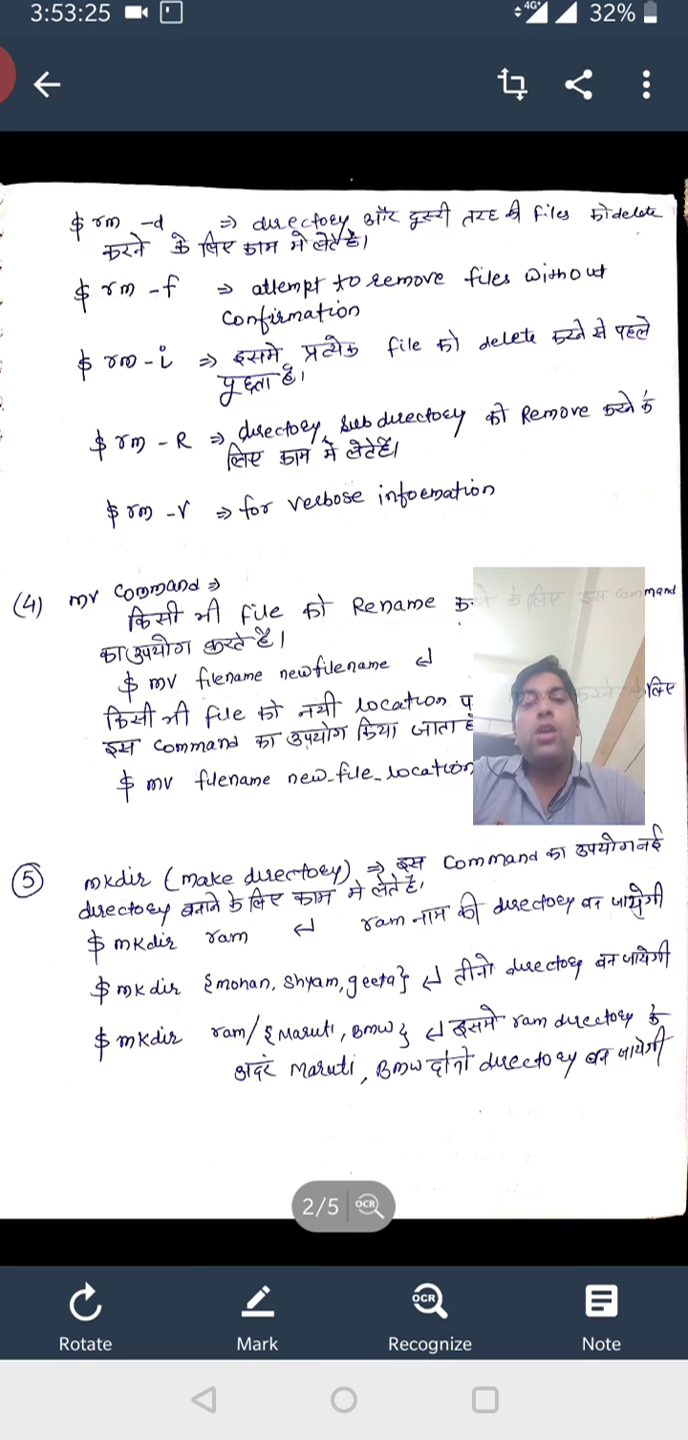 3:53:25 4G+ 32%
$ rm -d ⇒ directory और दूसरी तरह की files को delete
करने के लिए काम मे लेते है।
$ rm -f ⇒ attempt to remove files without
confirmation
$ rm -i ⇒ इसमे प्रत्येक file को delete करने से पहले
पूछता है।
$ rm - R ⇒ directory, sub directory को Remove करने के
लिए काम में लेते है।
$ rm -v ⇒ for verbose information
(4) mv command ⇒
किसी भी file को Rename करने के लिए इस command
का उपयोग करते है।
$ mv filename newfilename ↵
किसी भी file को नयी location प करने के लिए
इस command का उपयोग किया जाता है
$ mv filename new_file_location
(5) mkdir (make directory) ⇒ इस Command का उपयोग नई
directory बनाने के लिए काम मे लेते है,
$ mkdir ram ↵ ram नाम की directory बन जायेगी
$ mkdir {mohan, shyam, geeta} ↵ तीनो directory बन जायेगी
$ mkdir ram/{Maruti, BMW} ↵ इसमे ram directory के
अदंर Maruti, BMW दोनो directory बन जायेगी
2/5 OCR
OCR
Rotate Mark Recognize Note